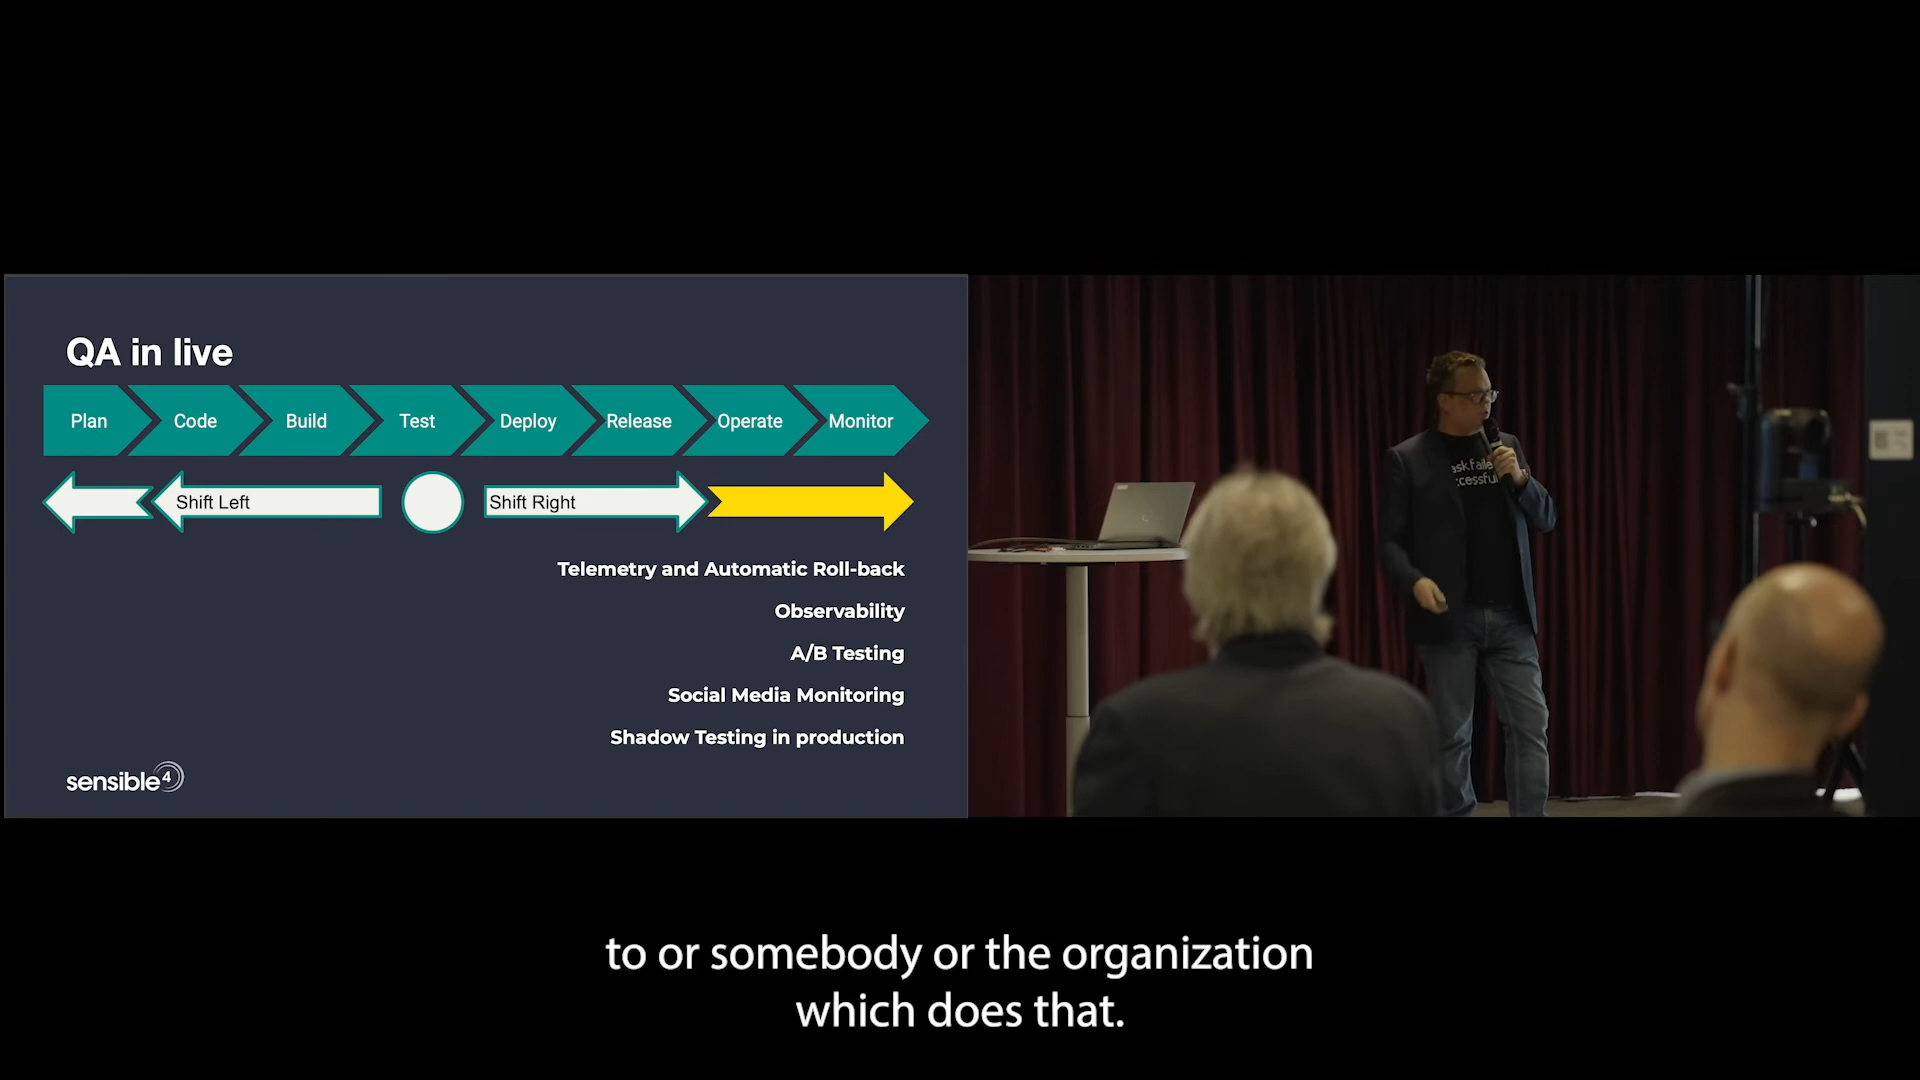 QA in live
Plan
Code
Build
Test
Deploy
Release
Operate
Monitor
Shift Left
Shift Right
Telemetry and Automatic Roll-back
Observability
A/B Testing
Social Media Monitoring
Shadow Testing in production
sensible4
to or somebody or the organization
which does that.